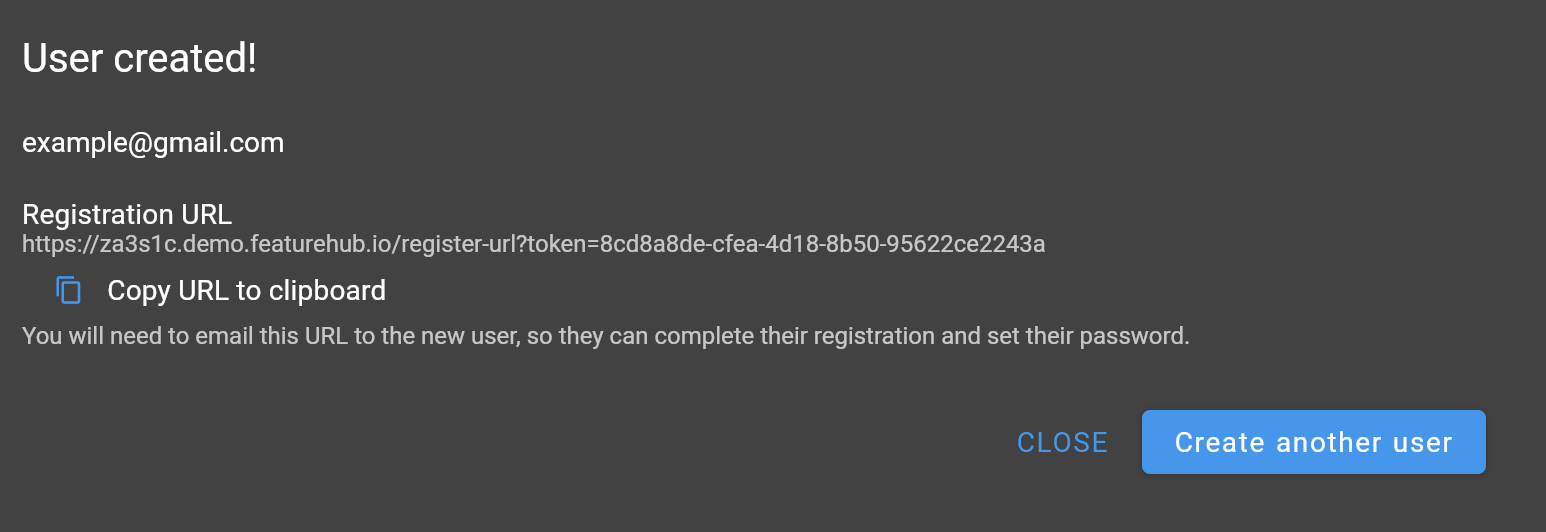 User created!
example@gmail.com
Registration URL
https://za3s1c.demo.featurehub.io/register-url?token=8cd8a8de-cfea-4d18-8b50-95622ce2243a
Copy URL to clipboard
You will need to email this URL to the new user, so they can complete their registration and set their password.
CLOSE
Create another user